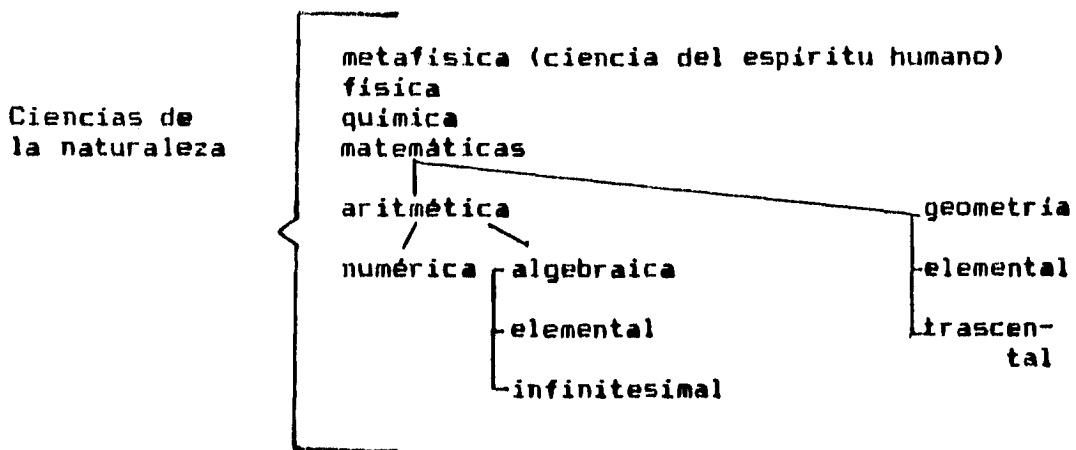 metafísica (ciencia del espíritu humano)
física
Ciencias de
química
la naturaleza
matemáticas
aritmética
geometría
numérica
algebraica
elemental
elemental
trascen-
tal
infinitesimal